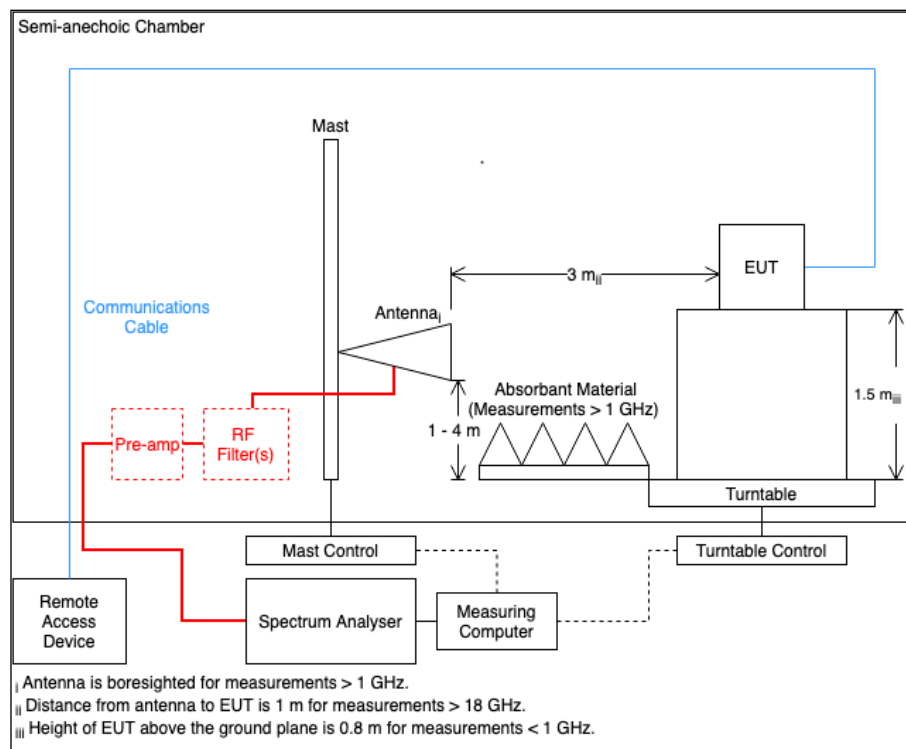 Semi-anechoic Chamber
Mast
EUT
3 m ii
Communications
Cable
Antenna i
Absorbant Material
(Measurements > 1 GHz)
1.5 m iii
1 - 4 m
Pre-amp
RF
Filter(s)
Turntable
Mast Control
Turntable Control
Remote
Access
Device
Spectrum Analyser
Measuring
Computer
i Antenna is boresighted for measurements > 1 GHz.
ii Distance from antenna to EUT is 1 m for measurements > 18 GHz.
iii Height of EUT above the ground plane is 0.8 m for measurements < 1 GHz.